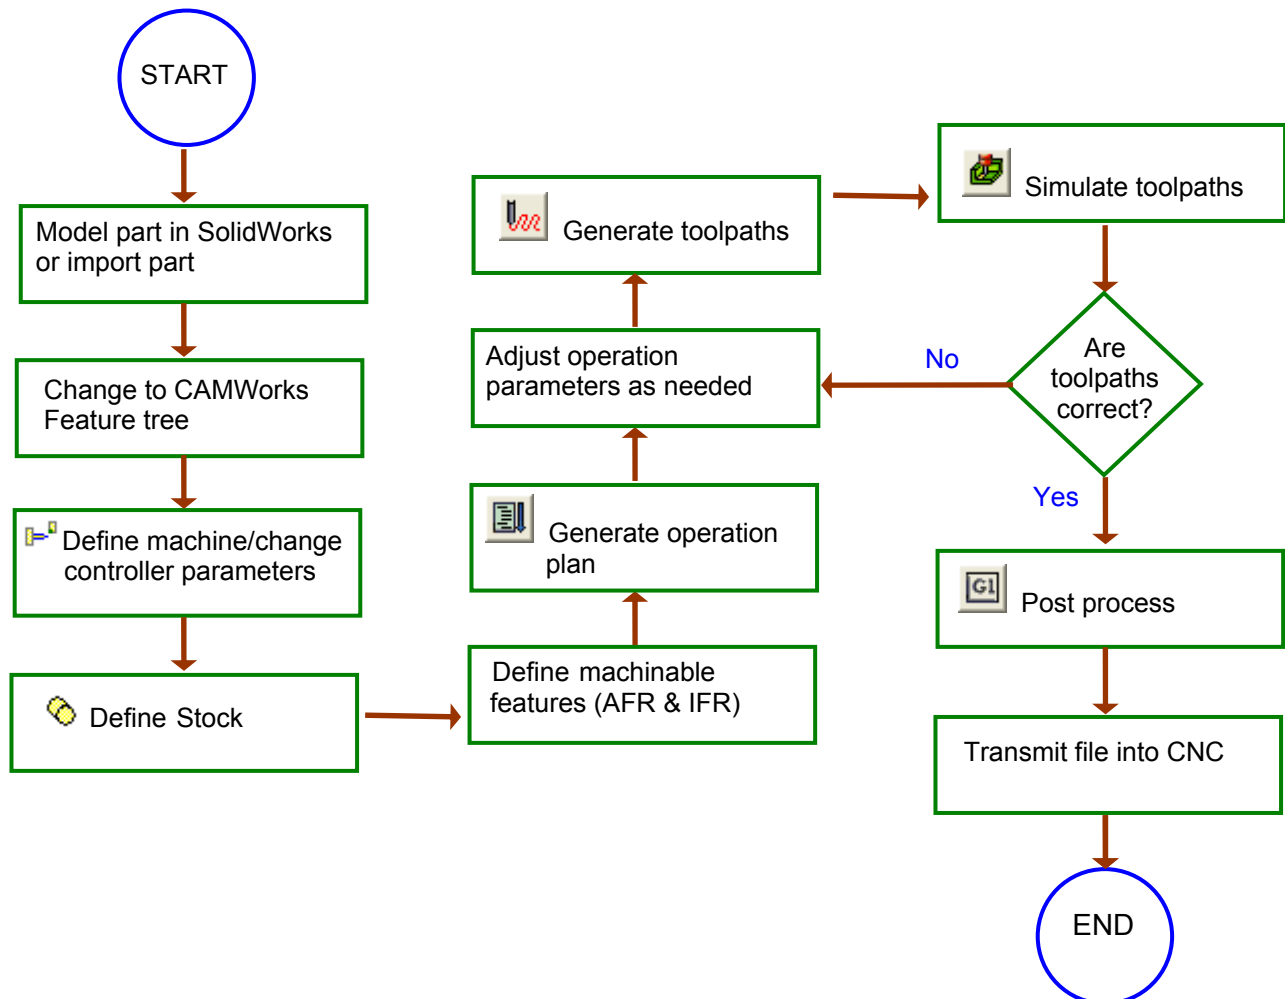 START
Model part in SolidWorks
or import part
Change to CAMWorks
Feature tree
Define machine/change
controller parameters
Define Stock
Define machinable
features (AFR & IFR)
Generate operation
plan
Adjust operation
parameters as needed
Generate toolpaths
Simulate toolpaths
Are
toolpaths
correct?
No
Yes
G1
Post process
Transmit file into CNC
END